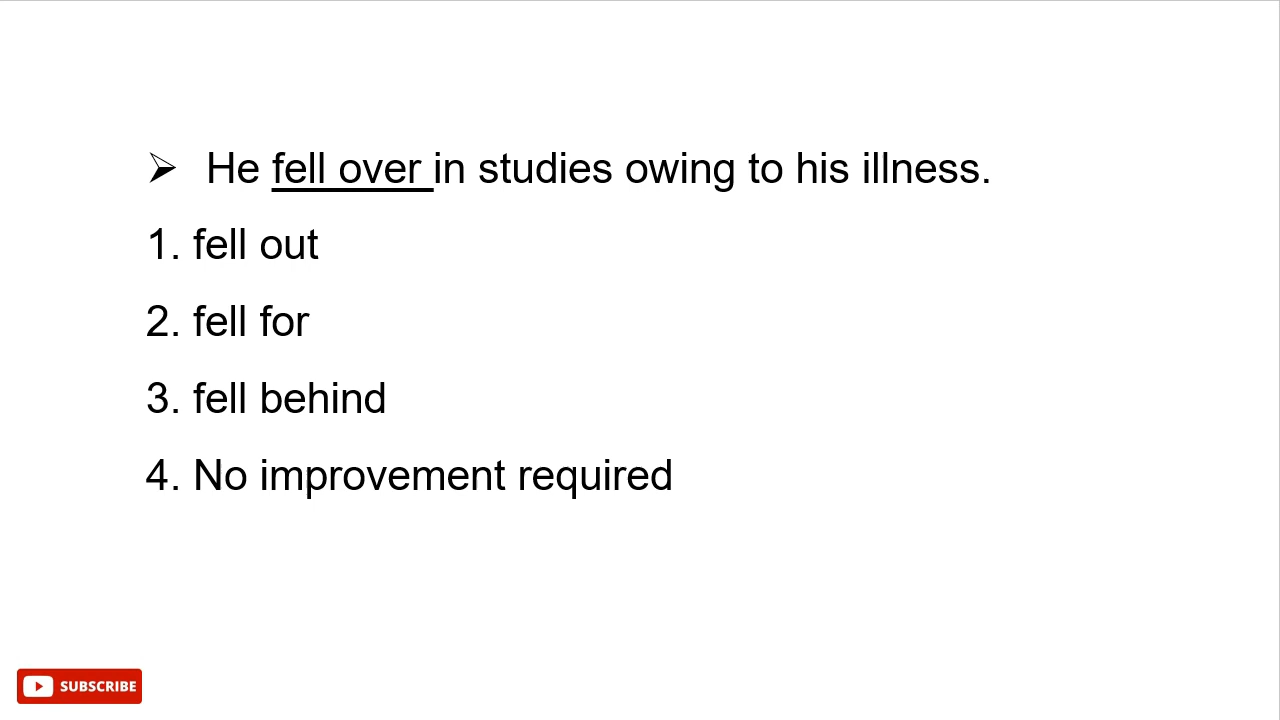 ➢ He fell over in studies owing to his illness.
1. fell out
2. fell for
3. fell behind
4. No improvement required
SUBSCRIBE